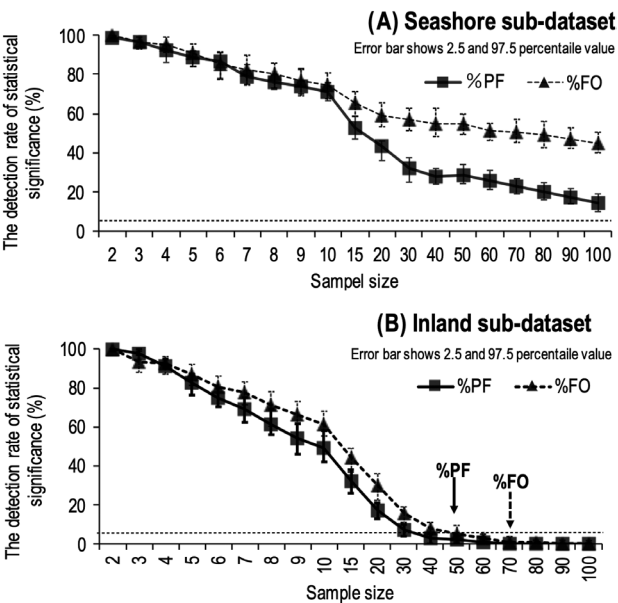 (A) Seashore sub-dataset
Error bar shows 2.5 and 97.5 percentaile value
%PF %FO
The detection rate of statistical
significance (%)
100
80
60
40
20
0
2 3 4 5 6 7 8 9 10 15 20 30 40 50 60 70 80 90 100
Sampel size
(B) Inland sub-dataset
Error bar shows 2.5 and 97.5 percentaile value
%PF %FO
The detection rate of statistical
significance (%)
100
80
60
40
20
0
%PF
%FO
2 3 4 5 6 7 8 9 10 15 20 30 40 50 60 70 80 90 100
Sample size